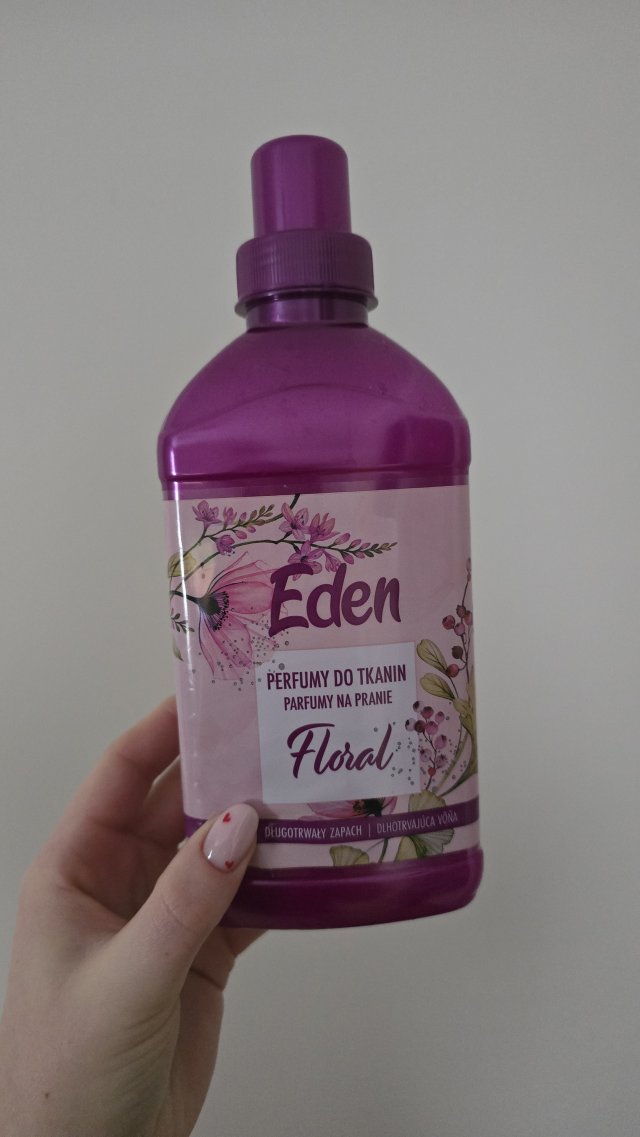 Eden
PERFUMY DO TKANIN
PARFUMY NA PRANIE
Floral
DŁUGOTRWAŁY ZAPACH | DLHOTRVAJÚCA VÔŇA